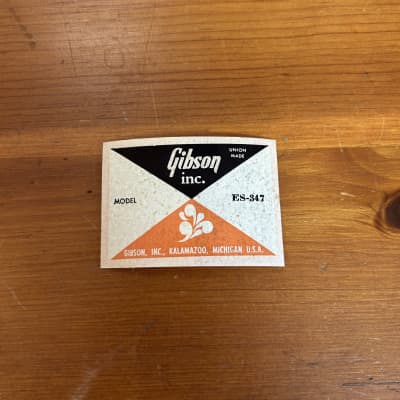 Gibson
inc.
UNION
MADE
MODEL
ES-347
GIBSON, INC., KALAMAZOO, MICHIGAN U.S.A.